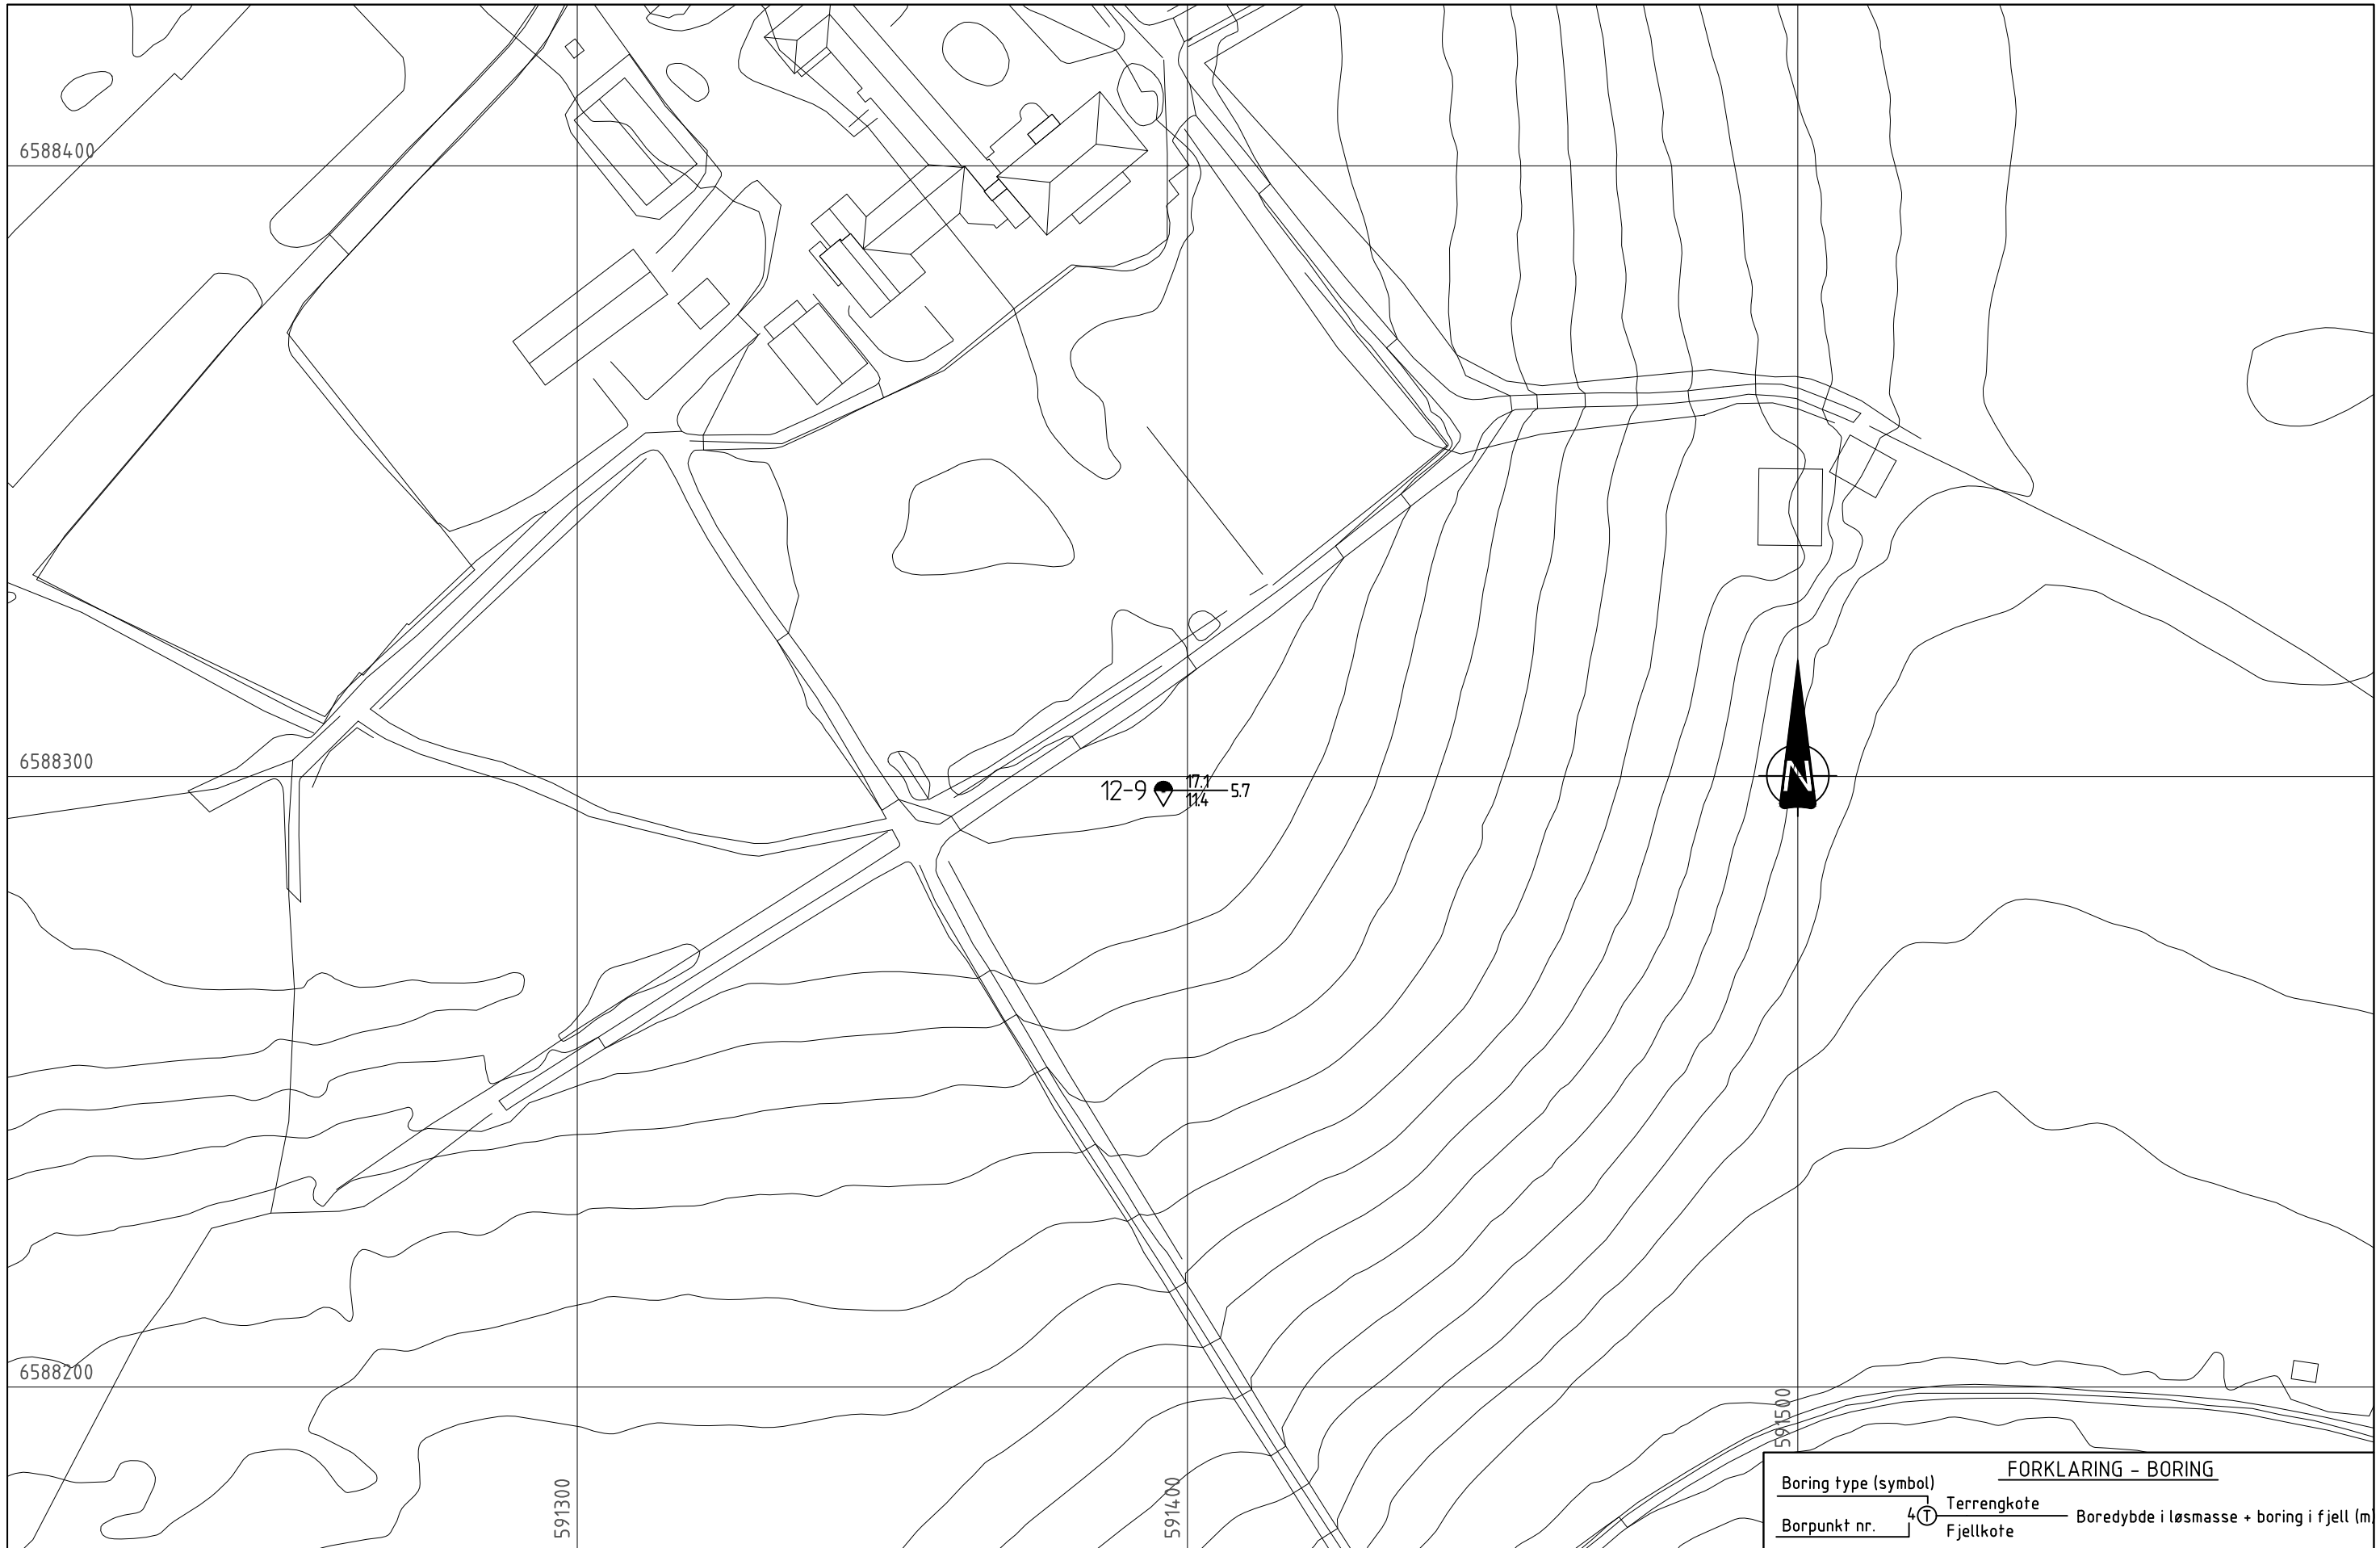 6588400
6588300
12-9 17.1 5.7
11.4
N
6588200
591300
591400
591500
FORKLARING - BORING
Boring type (symbol)
4 T Terrengkote
Borpunkt nr. Fjellkote
Boredybde i løsmasse + boring i fjell (m